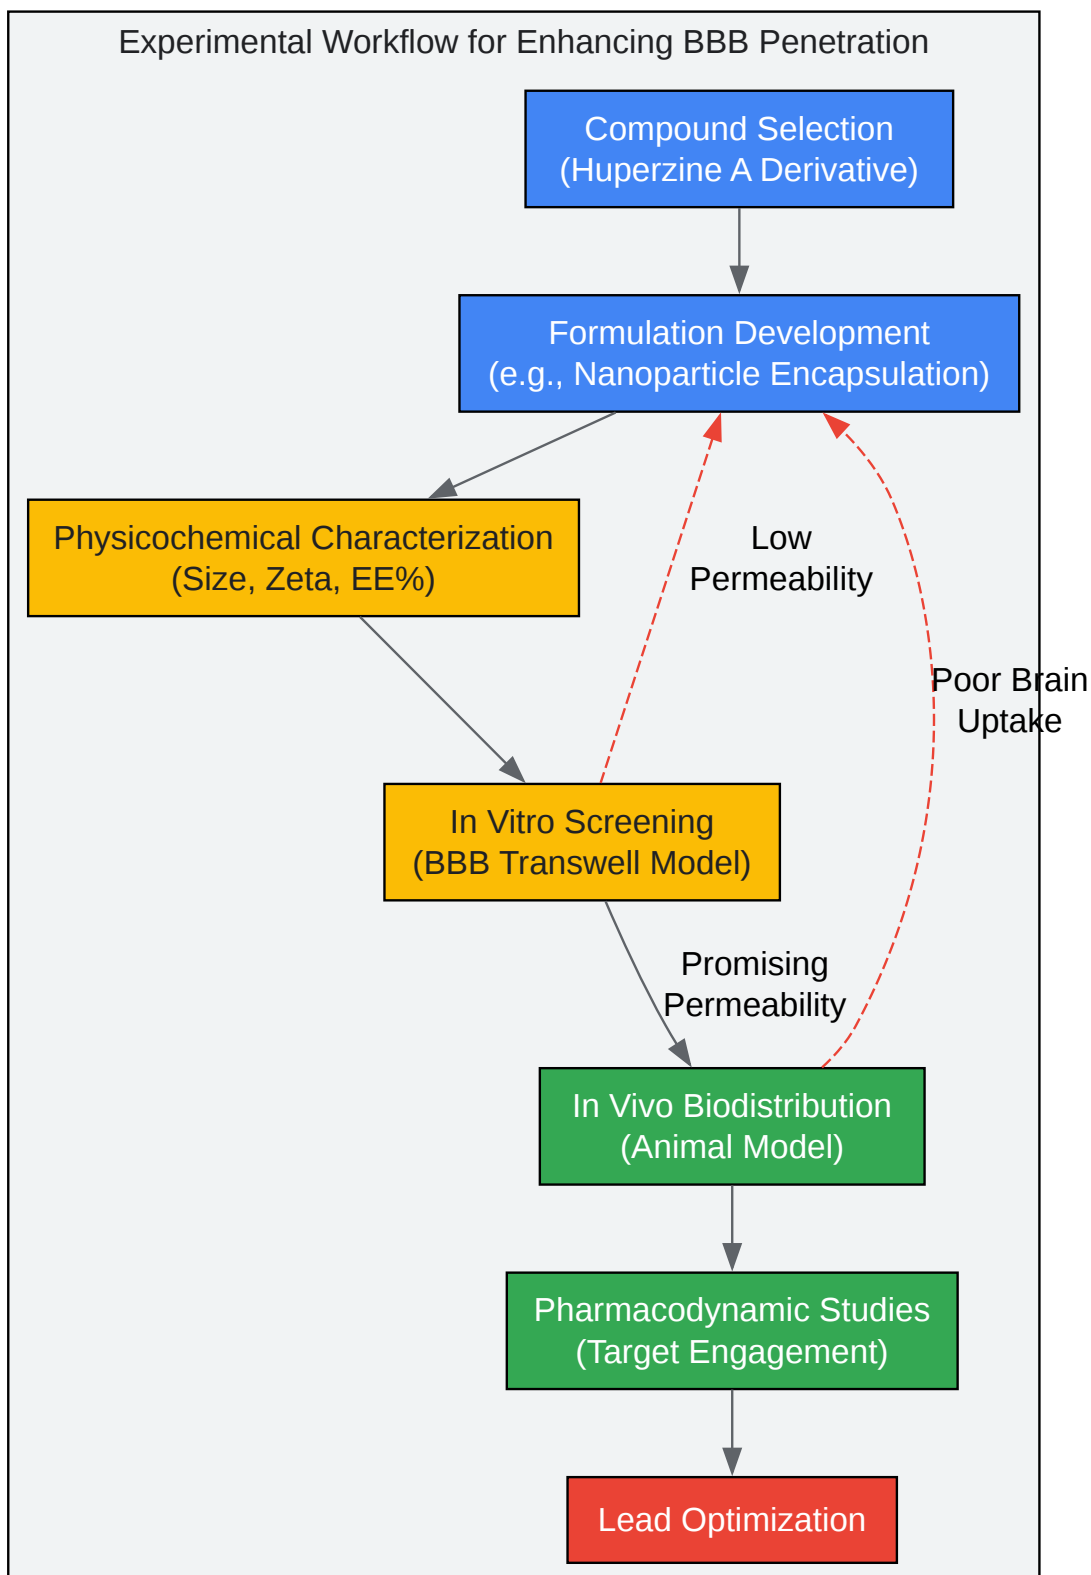 Experimental Workflow for Enhancing BBB Penetration
Compound Selection
(Huperzine A Derivative)
Formulation Development
(e.g., Nanoparticle Encapsulation)
Physicochemical Characterization
(Size, Zeta, EE%)
Low
Permeability
Poor Brain
Uptake
In Vitro Screening
(BBB Transwell Model)
Promising
Permeability
In Vivo Biodistribution
(Animal Model)
Pharmacodynamic Studies
(Target Engagement)
Lead Optimization